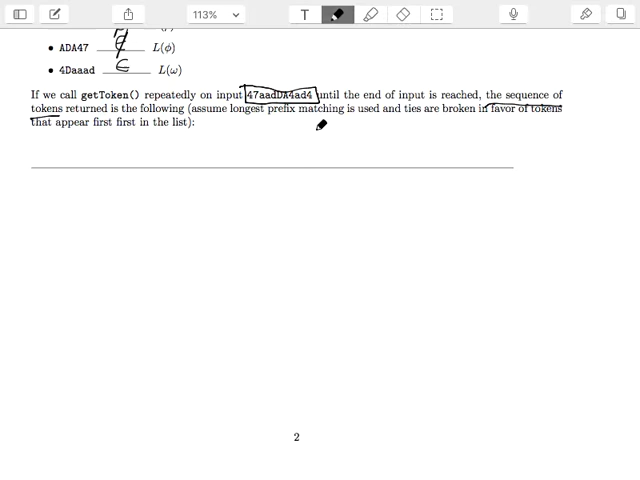 113%
T
• ADA47 ∉ L(ϕ)
• 4Daaad ∈ L(ω)
If we call getToken() repeatedly on input 47aadDA4ad4 until the end of input is reached, the sequence of
tokens returned is the following (assume longest prefix matching is used and ties are broken in favor of tokens
that appear first first in the list):
2